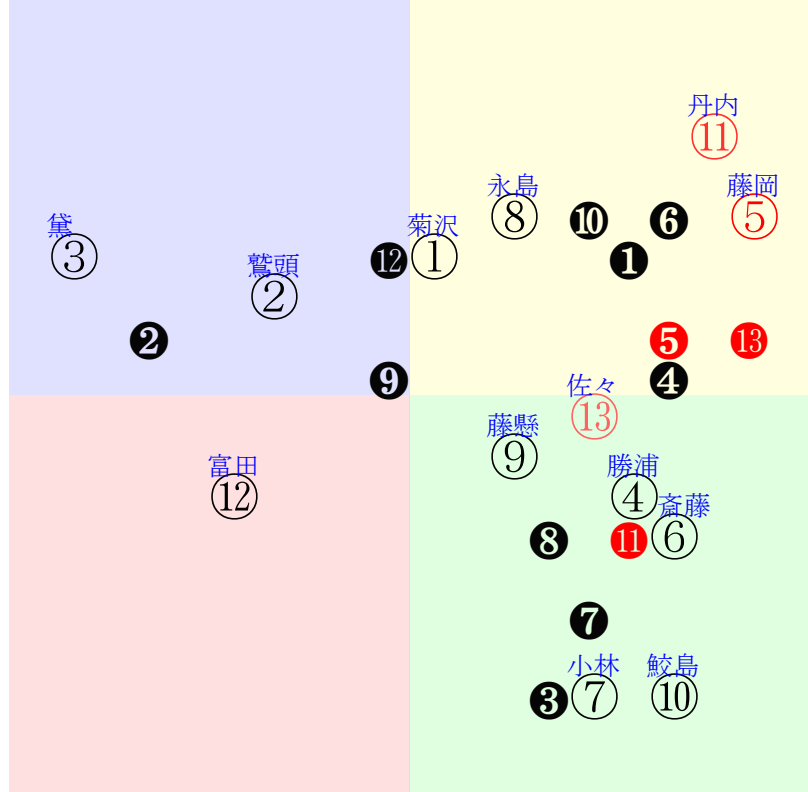 丹内
⑪
永島
藤岡
⑧
❿
❻
⑤
黛
菊沢
③
⓬
①
❶
鷲頭
②
❷
❺
⓭
❾
❹
佐々
⑬
藤懸
⑨
富田
勝浦
⑫
④
斎藤
⑥
❽
⓫
❼
小林
鮫島
❸
⑦
⑩